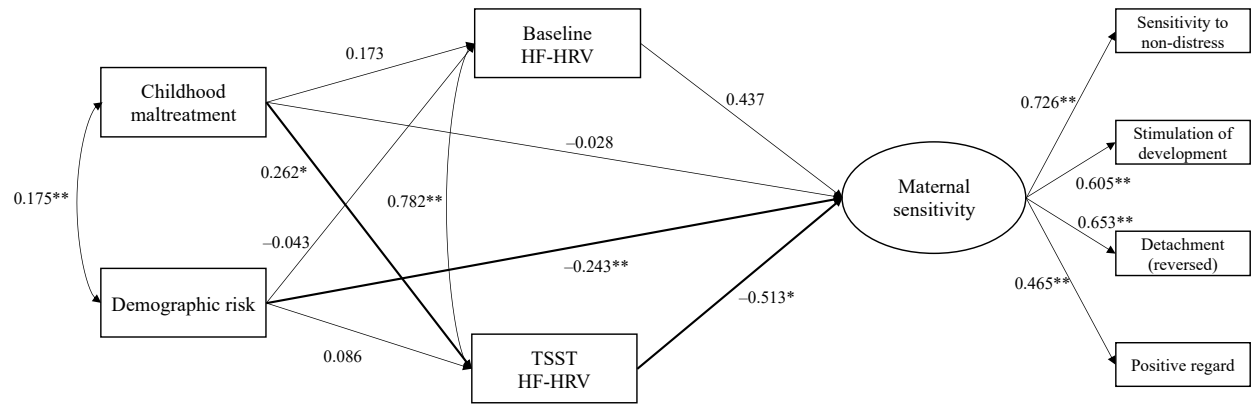 Sensitivity to
non-distress
Baseline
HF-HRV
0.173
Childhood
maltreatment
0.437
0.726**
Stimulation of
development
–0.028
0.262*
0.605**
0.175**
0.782**
Maternal
sensitivity
0.653**
–0.043
Detachment
(reversed)
–0.243**
0.465**
Demographic risk
–0.513*
0.086
TSST
HF-HRV
Positive regard